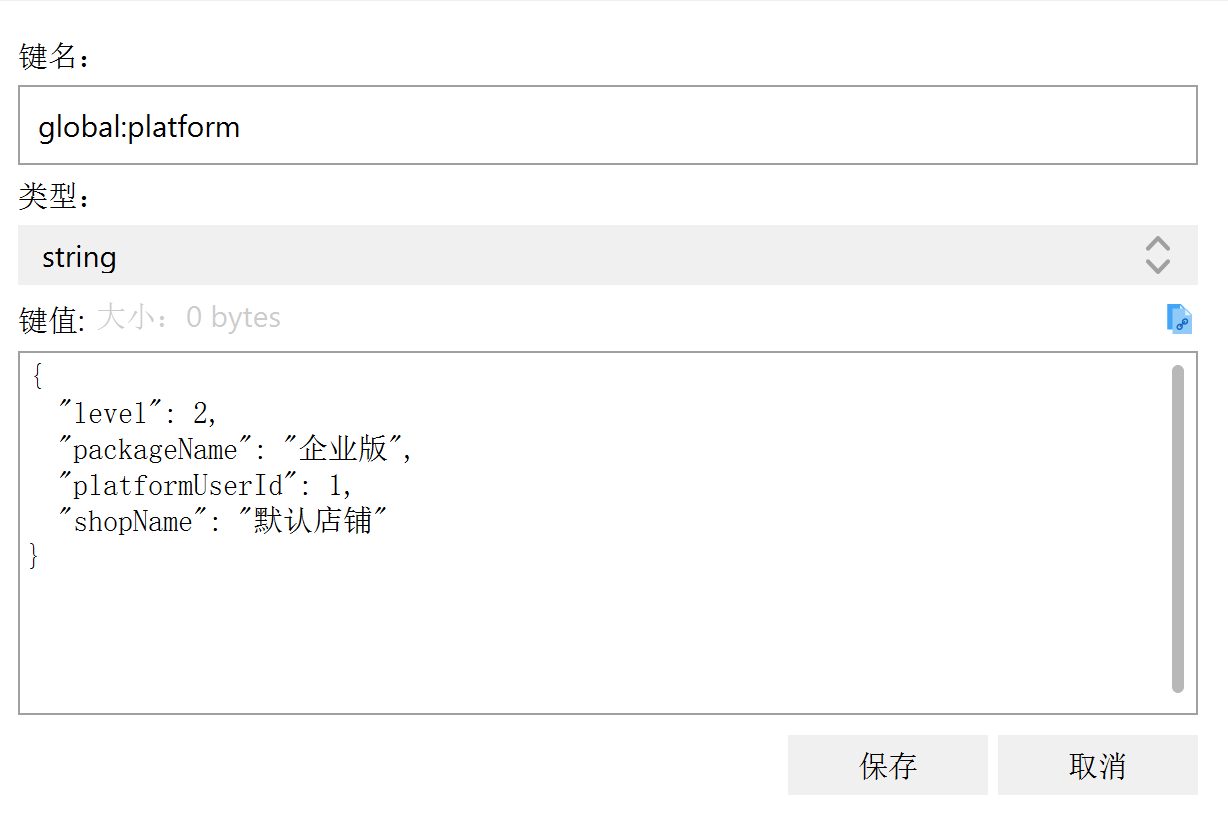 键名：
global:platform
类型：
string
键值: 大小：0 bytes
{
  "level": 2,
  "packageName": "企业版",
  "platformUserId": 1,
  "shopName": "默认店铺"
}
保存 取消